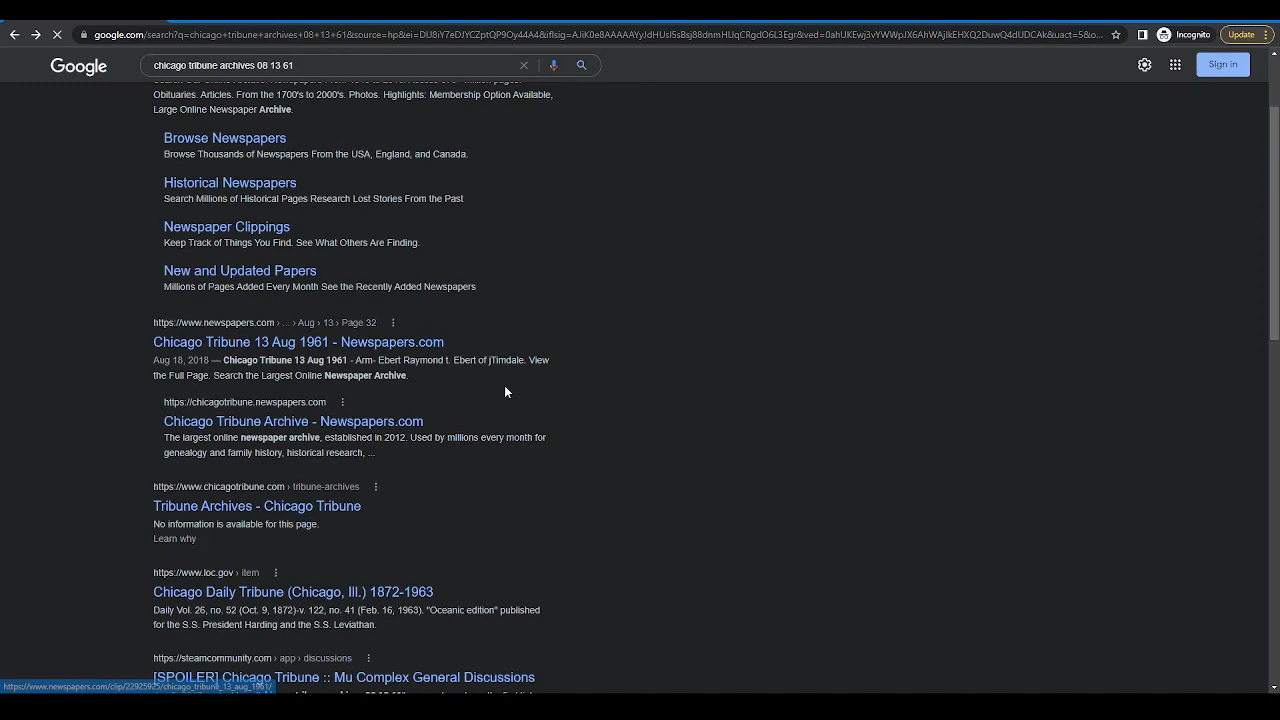 google.com/search?q=chicago+tribune+archives+08+13+61&source=hp&ei=
Incognito
Update
Google
chicago tribune archives 08 13 61
Sign in
Obituaries. Articles. From the 1700's to 2000's. Photos. Highlights: Membership Option Available,
Large Online Newspaper Archive.
Browse Newspapers
Browse Thousands of Newspapers From the USA, England, and Canada.
Historical Newspapers
Search Millions of Historical Pages Research Lost Stories From the Past
Newspaper Clippings
Keep Track of Things You Find. See What Others Are Finding.
New and Updated Papers
Millions of Pages Added Every Month See the Recently Added Newspapers
https://www.newspapers.com › ... › Aug › 13 › Page 32
Chicago Tribune 13 Aug 1961 - Newspapers.com
Aug 18, 2018 — Chicago Tribune 13 Aug 1961 - Arm- Ebert Raymond t. Ebert of jTimdale. View
the Full Page. Search the Largest Online Newspaper Archive.
https://chicagotribune.newspapers.com
Chicago Tribune Archive - Newspapers.com
The largest online newspaper archive, established in 2012. Used by millions every month for
genealogy and family history, historical research, ...
https://www.chicagotribune.com › tribune-archives
Tribune Archives - Chicago Tribune
No information is available for this page.
Learn why
https://www.loc.gov › item
Chicago Daily Tribune (Chicago, Ill.) 1872-1963
Daily Vol. 26, no. 52 (Oct. 9, 1872)-v. 122, no. 41 (Feb. 16, 1963). "Oceanic edition" published
for the S.S. President Harding and the S.S. Leviathan.
https://steamcommunity.com › app › discussions
[SPOILER] Chicago Tribune :: Mu Complex General Discussions
https://www.newspapers.com/clip/22925925/chicago_tribune_13_aug_1961/